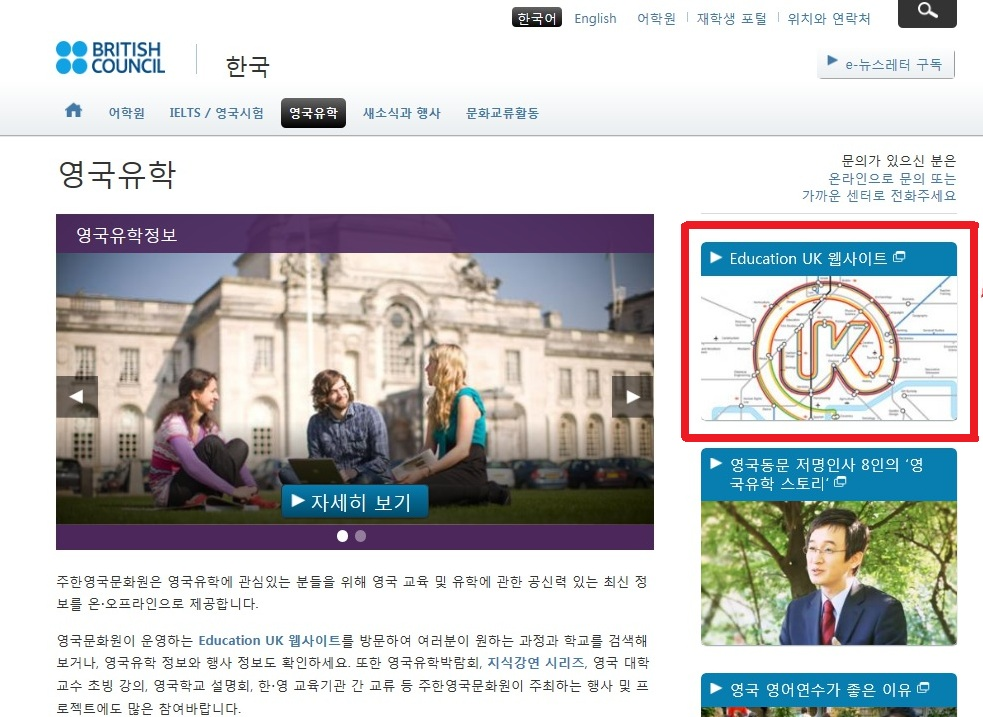 한국어 English 어학원 재학생 포털 위치와 연락처
BRITISH
COUNCIL
한국
e-뉴스레터 구독
어학원 IELTS / 영국시험 영국유학 새소식과 행사 문화교류활동
영국유학
문의가 있으신 분은
온라인으로 문의 또는
가까운 센터로 전화주세요
영국유학정보
자세히 보기
주한영국문화원은 영국유학에 관심있는 분들을 위해 영국 교육 및 유학에 관한 공신력 있는 최신 정
보를 온·오프라인으로 제공합니다.
영국문화원이 운영하는 Education UK 웹사이트를 방문하여 여러분이 원하는 과정과 학교를 검색해
보거나, 영국유학 정보와 행사 정보도 확인하세요. 또한 영국유학박람회, 지식강연 시리즈, 영국 대학
교수 초빙 강의, 영국학교 설명회, 한·영 교육기관 간 교류 등 주한영국문화원이 주최하는 행사 및 프
로젝트에도 많은 참여바랍니다.
Education UK 웹사이트
UK
영국동문 저명인사 8인의 ‘영
국유학 스토리’
영국 영어연수가 좋은 이유